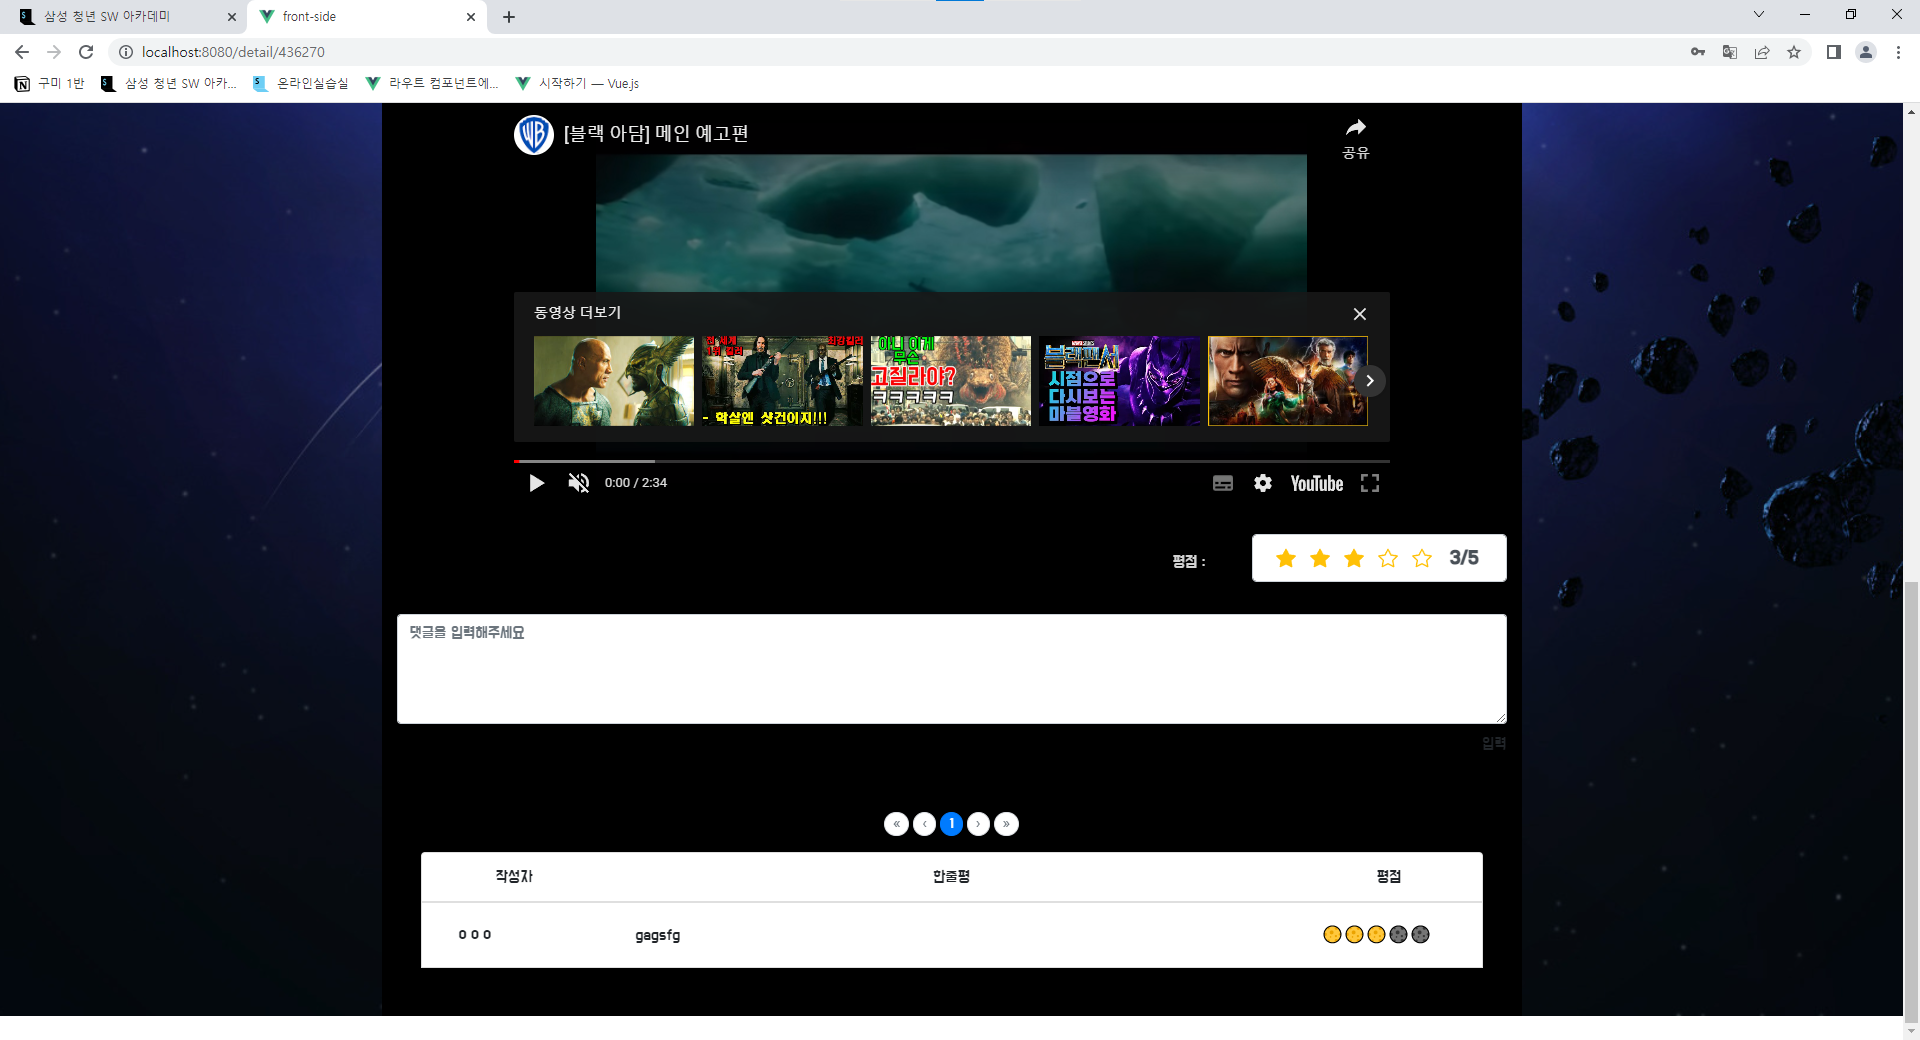 삼성 청년 SW 아카데미
front-side
localhost:8080/detail/436270
구미 1반
삼성 청년 SW 아카...
온라인실습실
라우트 컴포넌트에...
시작하기 — Vue.js
WB
[블랙 아담] 메인 예고편
공유
동영상 더보기
전 세계
1등 킬러
최강킬러
- 학살엔 샷건이지!!!
아니 이게
무슨
고질라야?
ㅋㅋㅋㅋㅋ
블랙팬서
시점으로
다시보는
마블영화
0:00 / 2:34
YouTube
평점 :
3/5
댓글을 입력해주세요
입력
« ‹ 1 › »
작성자 한줄평 평점
ㅇㅇㅇ gagsfg